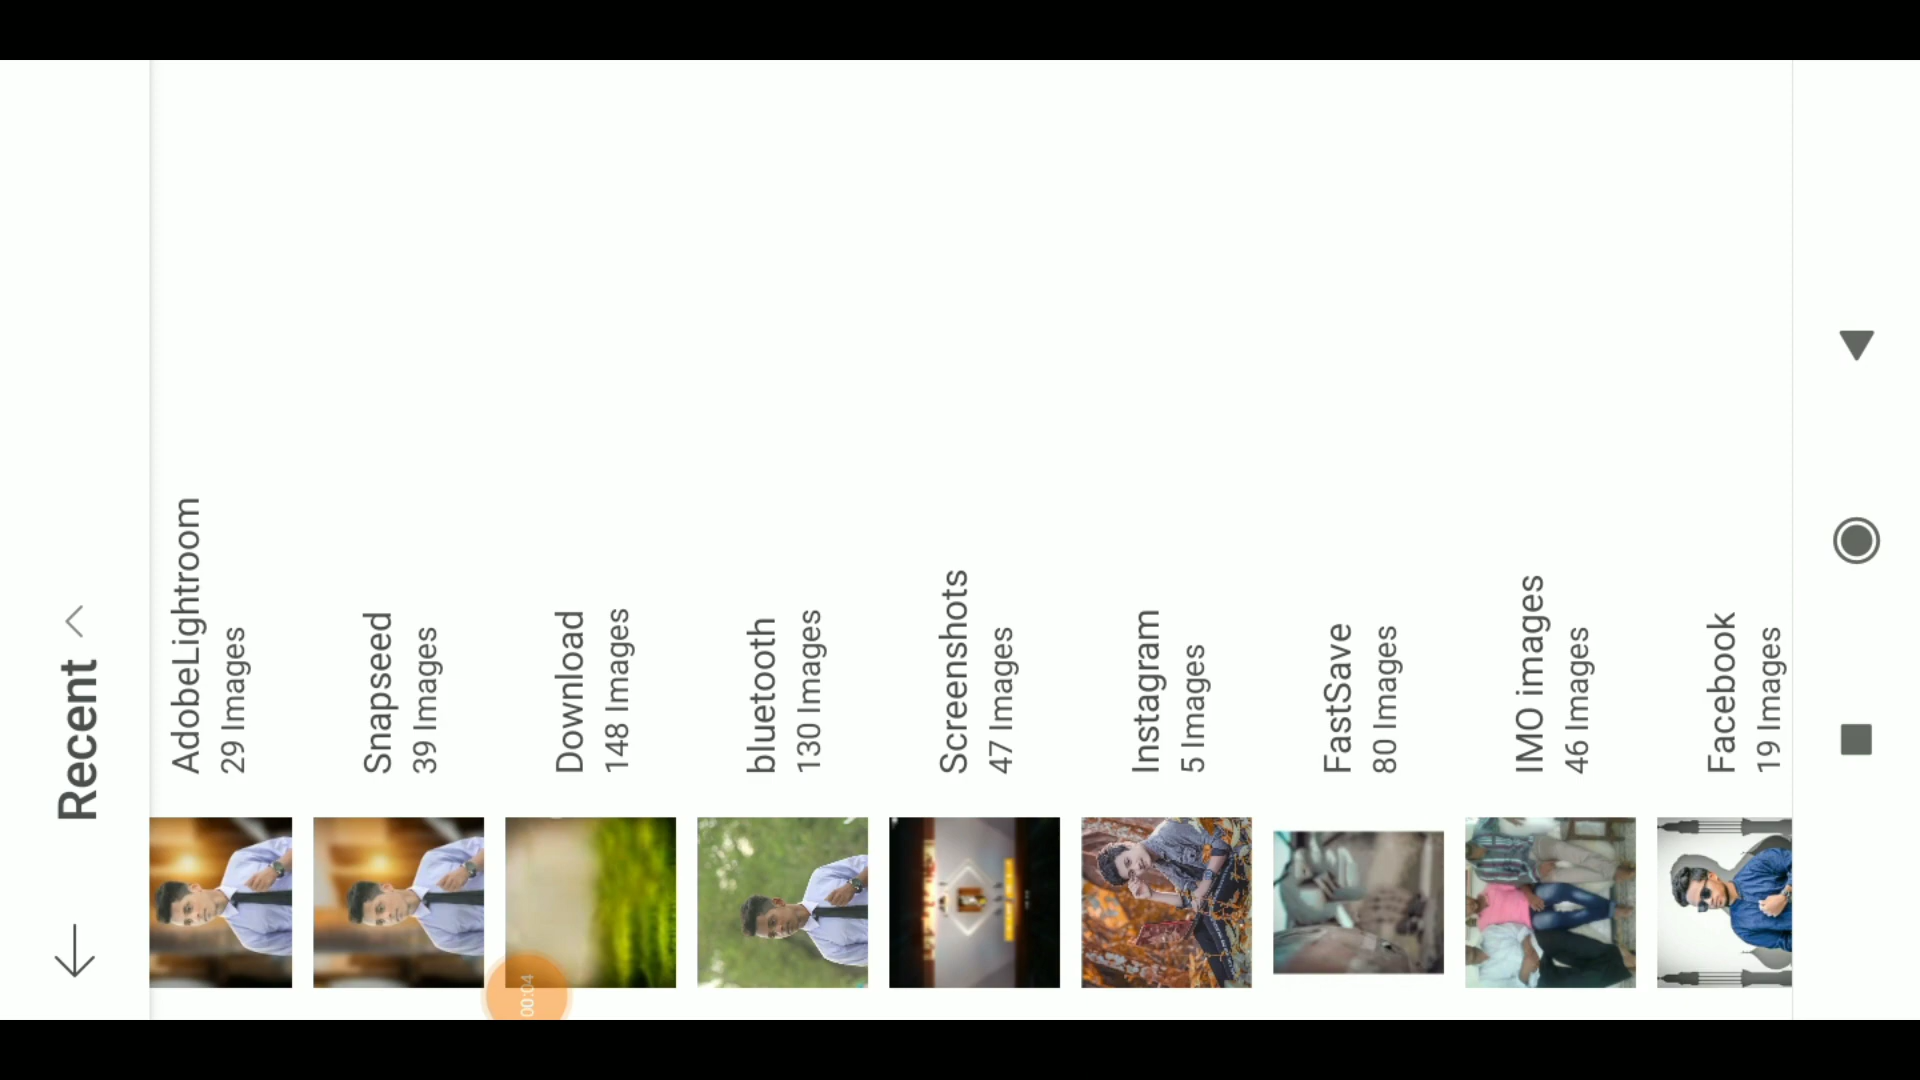 Recent
AdobeLightroom
29 Images
Snapseed
39 Images
Download
148 Images
bluetooth
130 Images
Screenshots
47 Images
Instagram
5 Images
FastSave
80 Images
IMO images
46 Images
Facebook
19 Images
00:04